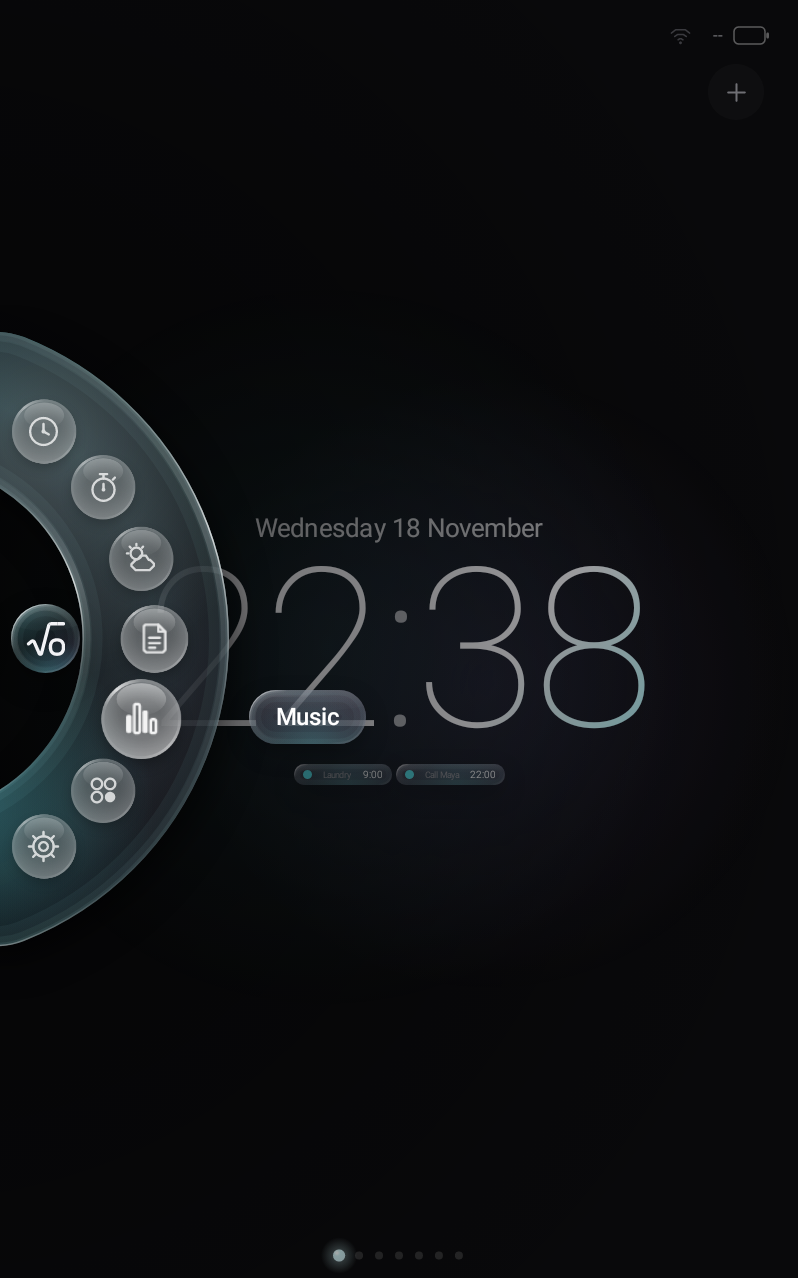 --
Wednesday 18 November
22:38
√o
Music
Laundry 9:00 Call Maya 22:00